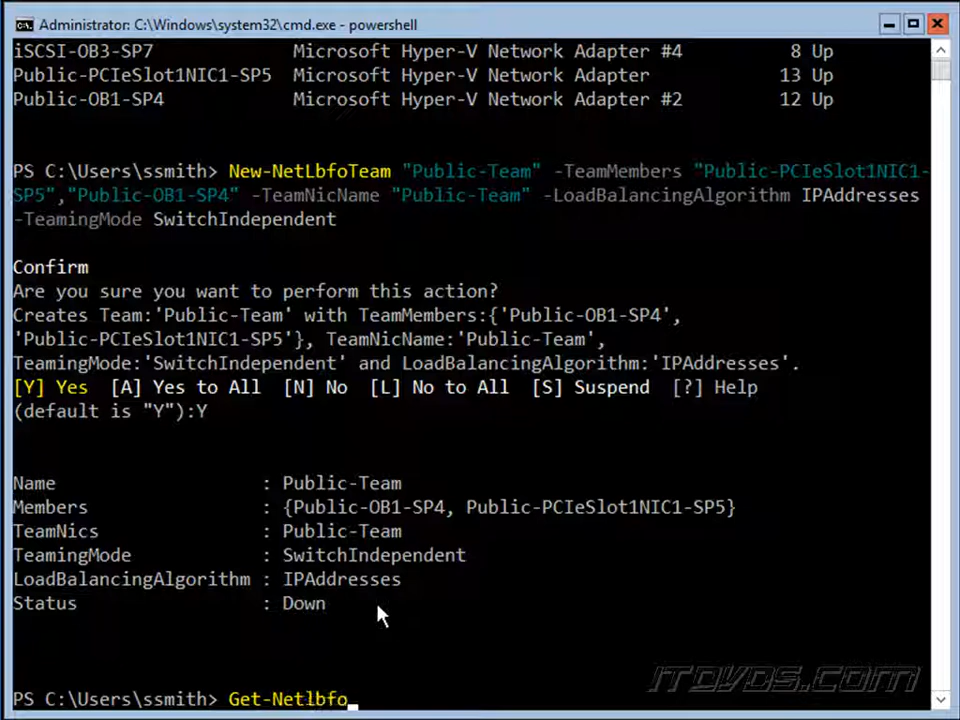 Administrator: C:\Windows\system32\cmd.exe - powershell
iSCSI-OB3-SP7 Microsoft Hyper-V Network Adapter #4 8 Up
Public-PCIeSlot1NIC1-SP5 Microsoft Hyper-V Network Adapter 13 Up
Public-OB1-SP4 Microsoft Hyper-V Network Adapter #2 12 Up
PS C:\Users\ssmith> New-NetLbfoTeam "Public-Team" -TeamMembers "Public-PCIeSlot1NIC1-
SP5","Public-OB1-SP4" -TeamNicName "Public-Team" -LoadBalancingAlgorithm IPAddresses
-TeamingMode SwitchIndependent
Confirm
Are you sure you want to perform this action?
Creates Team:'Public-Team' with TeamMembers:{'Public-OB1-SP4',
'Public-PCIeSlot1NIC1-SP5'}, TeamNicName:'Public-Team',
TeamingMode:'SwitchIndependent' and LoadBalancingAlgorithm:'IPAddresses'.
[Y] Yes [A] Yes to All [N] No [L] No to All [S] Suspend [?] Help
(default is "Y"):Y
Name : Public-Team
Members : {Public-OB1-SP4, Public-PCIeSlot1NIC1-SP5}
TeamNics : Public-Team
TeamingMode : SwitchIndependent
LoadBalancingAlgorithm : IPAddresses
Status : Down
PS C:\Users\ssmith> Get-Netlbfo
ITDVDS.COM